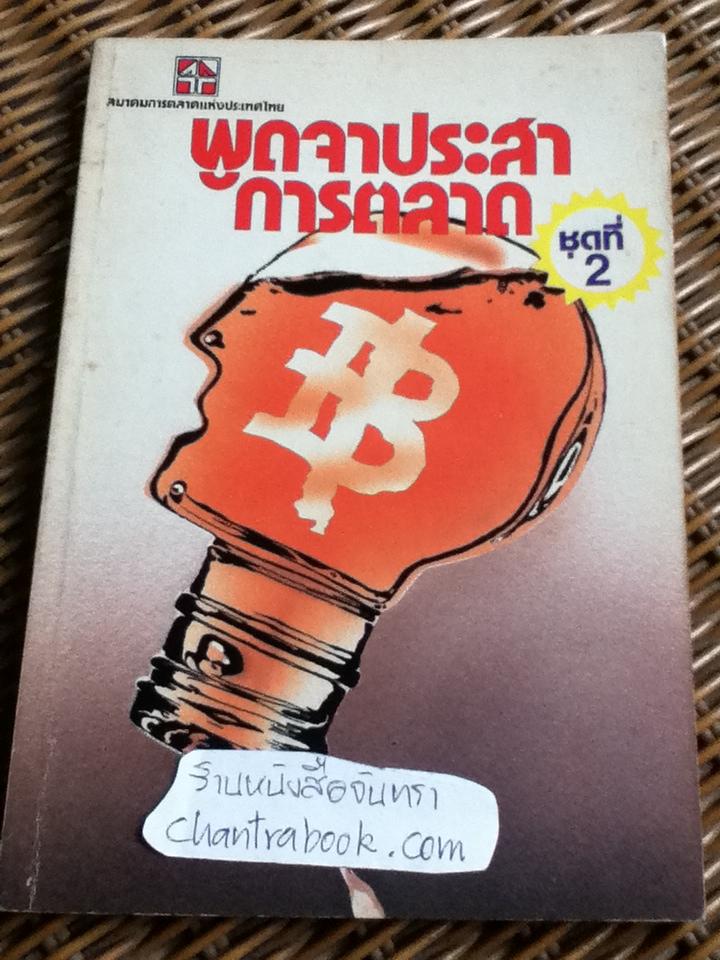 สมาคมการตลาดแห่งประเทศไทย
พูดจาประสา
การตลาด
ชุดที่
2
ร้านหนังสือจันทรา
chantrabook.com